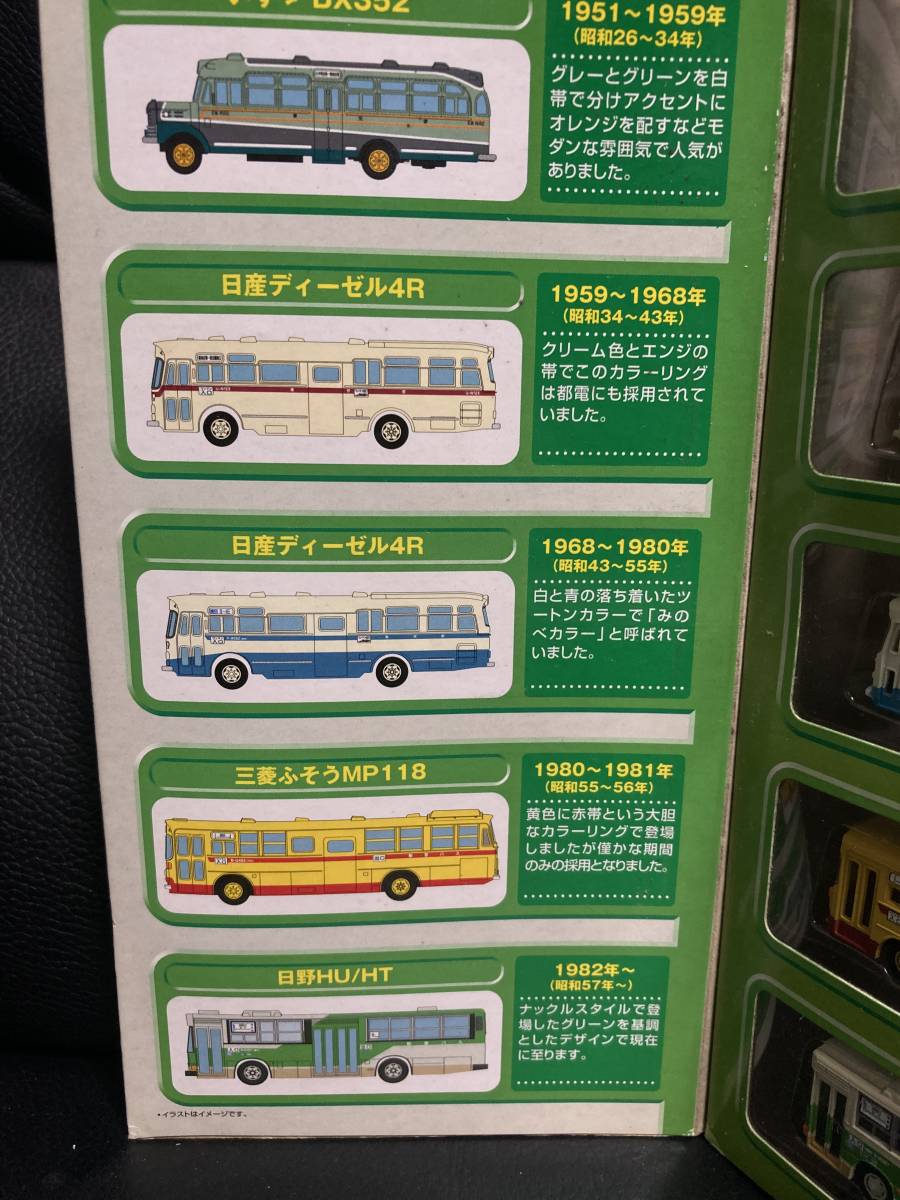 いすゞBX352
1951～1959年
(昭和26～34年)
グレーとグリーンを白
帯で分けアクセントに
オレンジを配すなどモ
ダンな雰囲気で人気が
ありました。
日産ディーゼル4R
1959～1968年
(昭和34～43年)
クリーム色とエンジの
帯でこのカラーリング
は都電にも採用されて
いました。
日産ディーゼル4R
1968～1980年
(昭和43～55年)
白と青の落ち着いたツ
ートンカラーで「みの
べカラー」と呼ばれて
いました。
三菱ふそうMP118
1980～1981年
(昭和55～56年)
黄色に赤帯という大胆
なカラーリングで登場
しましたが僅かな期間
のみの採用となりました。
日野HU/HT
1982年～
(昭和57年～)
ナックルスタイルで登
場したグリーンを基調
としたデザインで現在
に至ります。
・イラストはイメージです。